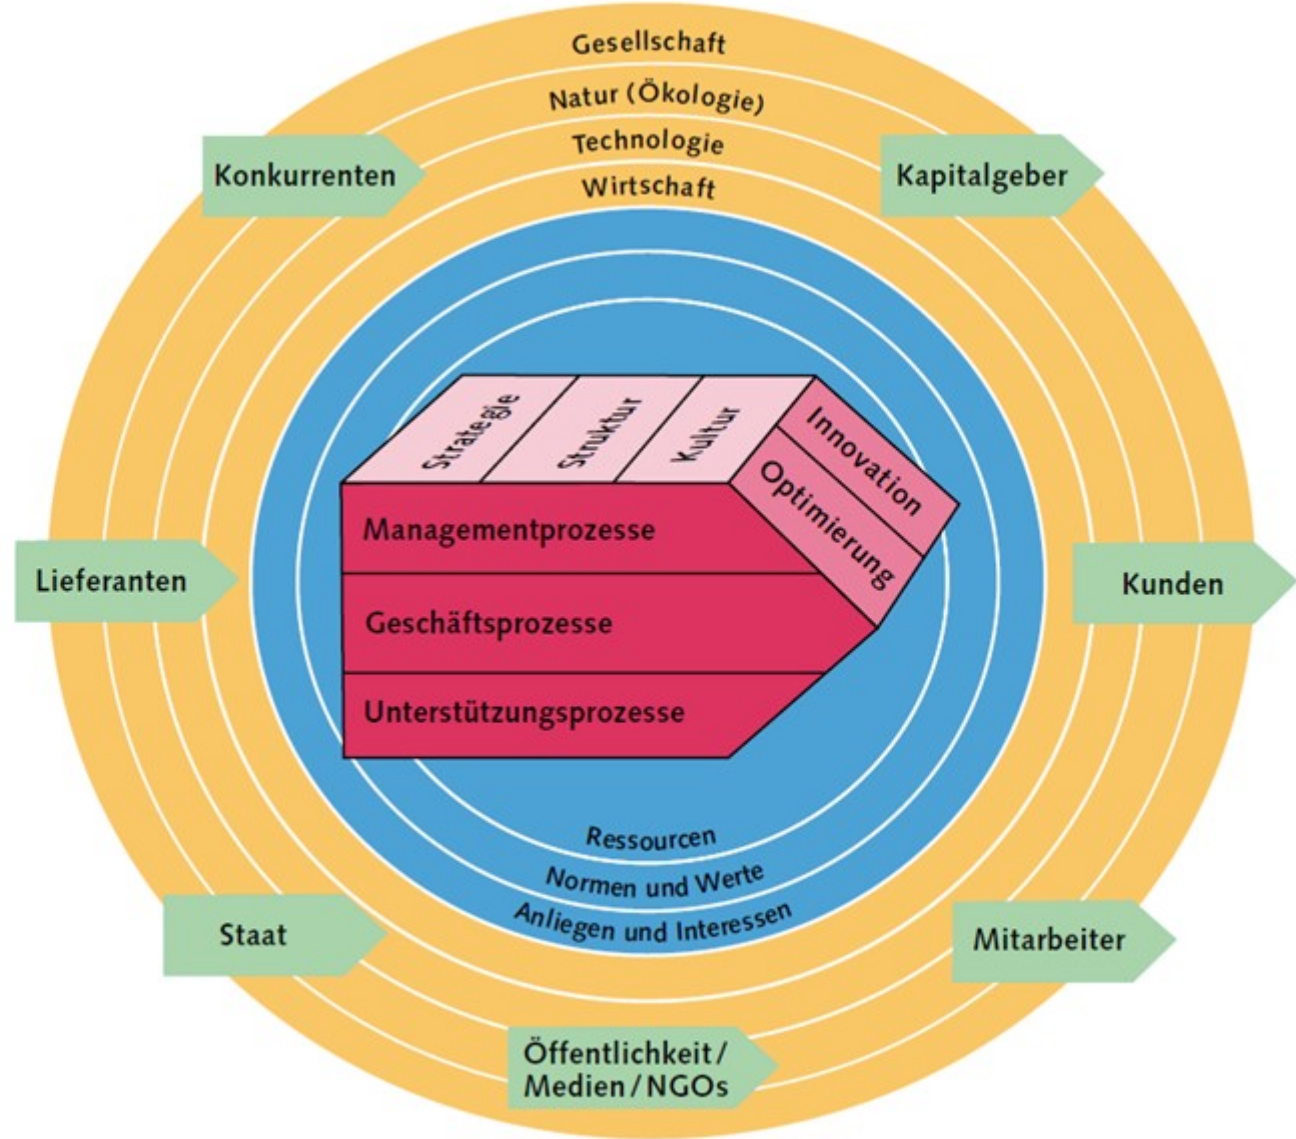 Gesellschaft
Natur (Ökologie)
Technologie
Wirtschaft
Konkurrenten
Kapitalgeber
Strategie
Struktur
Kultur
Innovation
Optimierung
Managementprozesse
Geschäftsprozesse
Unterstützungsprozesse
Lieferanten
Kunden
Ressourcen
Normen und Werte
Anliegen und Interessen
Staat
Mitarbeiter
Öffentlichkeit/
Medien/NGOs